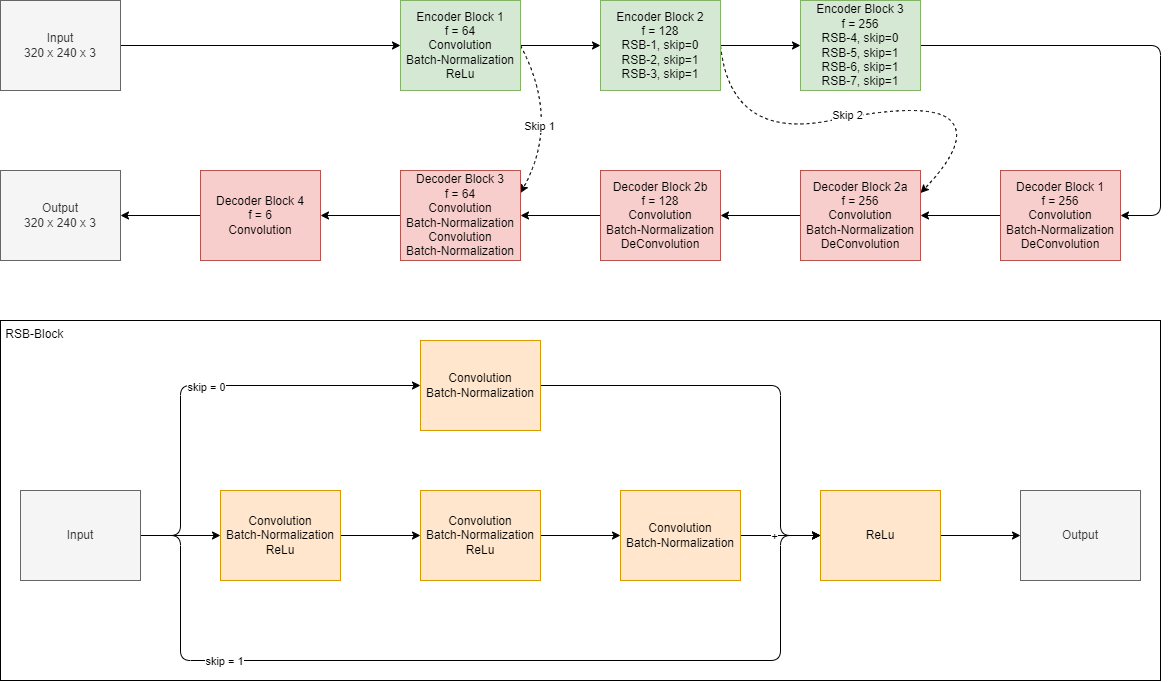 Input
320 x 240 x 3
Encoder Block 1
f = 64
Convolution
Batch-Normalization
ReLu
Encoder Block 2
f = 128
RSB-1, skip=0
RSB-2, skip=1
RSB-3, skip=1
Encoder Block 3
f = 256
RSB-4, skip=0
RSB-5, skip=1
RSB-6, skip=1
RSB-7, skip=1
Skip 1
Skip 2
Output
320 x 240 x 3
Decoder Block 4
f = 6
Convolution
Decoder Block 3
f = 64
Convolution
Batch-Normalization
Convolution
Batch-Normalization
Decoder Block 2b
f = 128
Convolution
Batch-Normalization
DeConvolution
Decoder Block 2a
f = 256
Convolution
Batch-Normalization
DeConvolution
Decoder Block 1
f = 256
Convolution
Batch-Normalization
DeConvolution
RSB-Block
skip = 0
Convolution
Batch-Normalization
Input
Convolution
Batch-Normalization
ReLu
Convolution
Batch-Normalization
ReLu
Convolution
Batch-Normalization
+
ReLu
Output
skip = 1